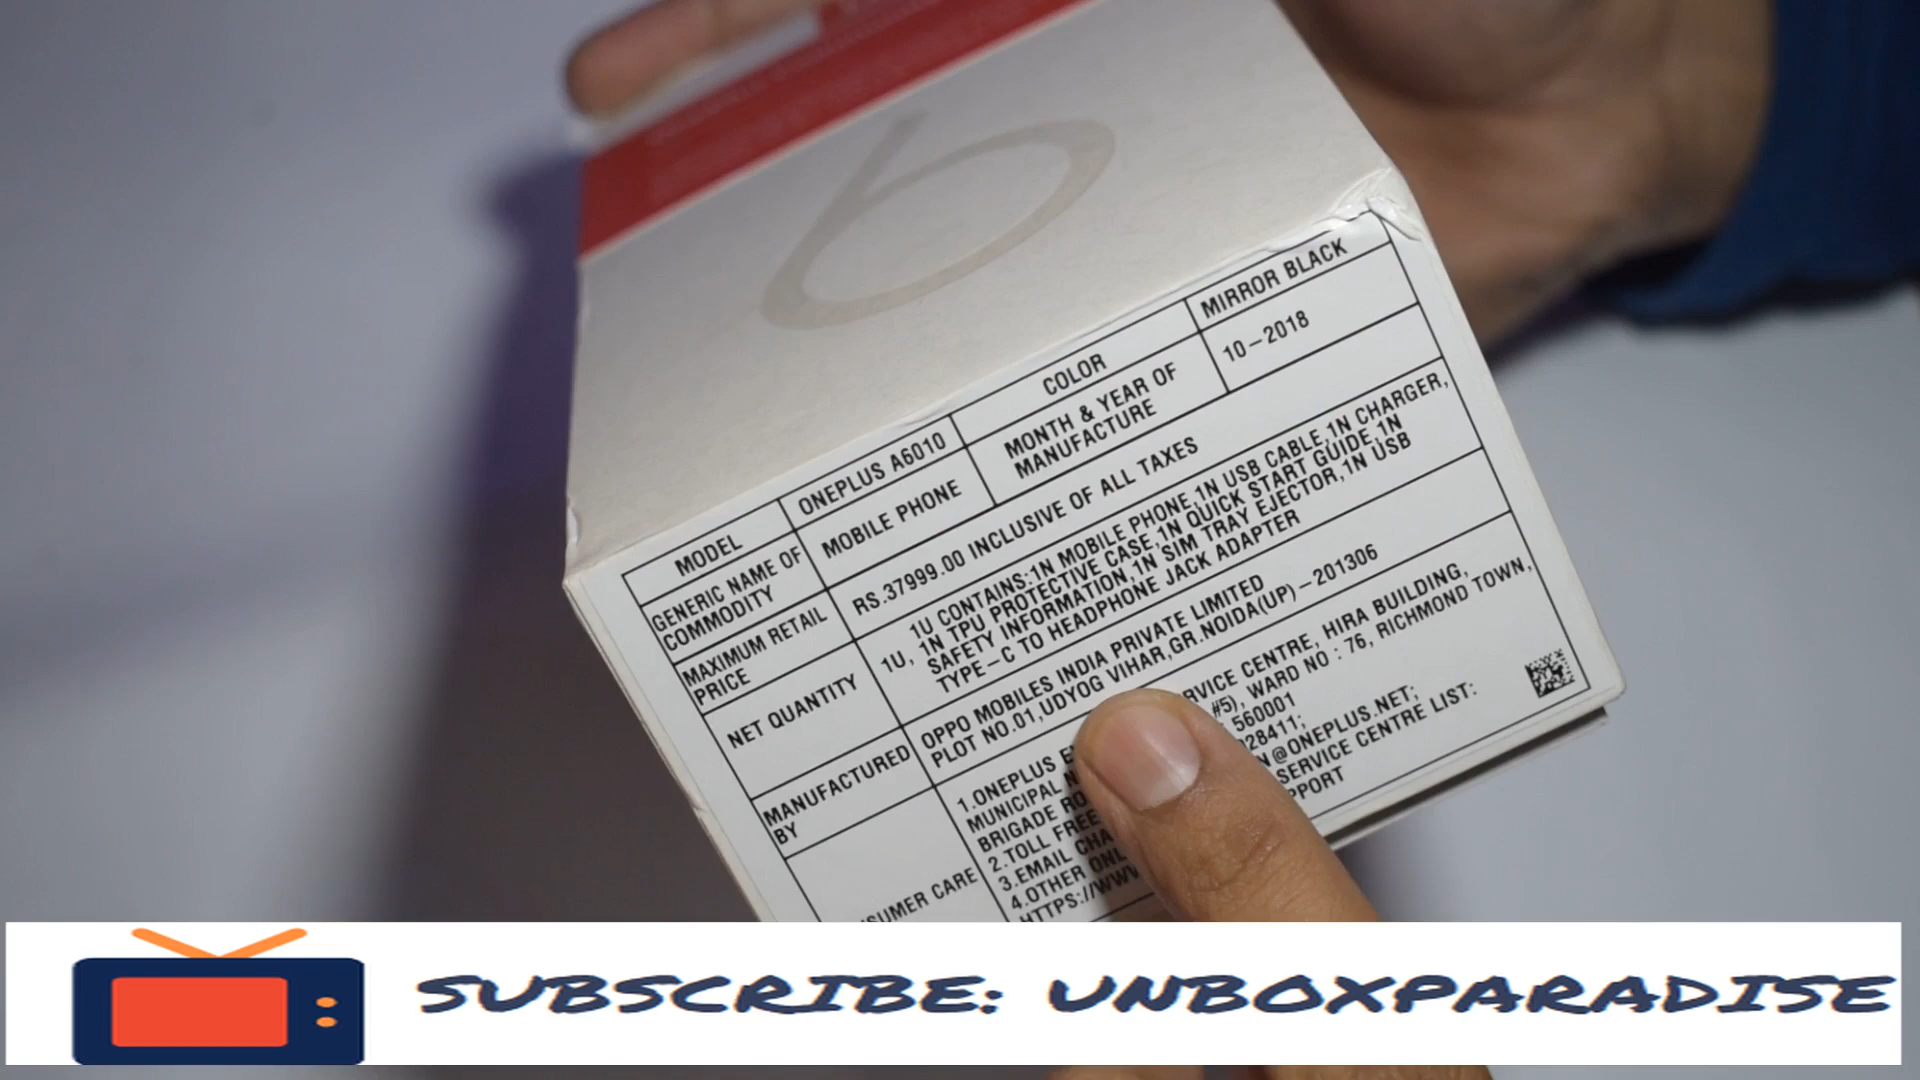 6
MODEL
ONEPLUS A6010
COLOR
MIRROR BLACK
GENERIC NAME OF
COMMODITY
MOBILE PHONE
MONTH & YEAR OF
MANUFACTURE
10-2018
MAXIMUM RETAIL
PRICE
RS.37999.00 INCLUSIVE OF ALL TAXES
NET QUANTITY
1U CONTAINS:1N MOBILE PHONE,1N USB CABLE,1N CHARGER,
1U, 1N TPU PROTECTIVE CASE,1N QUICK START GUIDE,1N
SAFETY INFORMATION,1N SIM TRAY EJECTOR,1N USB
TYPE-C TO HEADPHONE JACK ADAPTER
MANUFACTURED
BY
OPPO MOBILES INDIA PRIVATE LIMITED
PLOT NO.01,UDYOG VIHAR,GR.NOIDA(UP)-201306
CARE
1.ONEPLUS CENTRE, HIRA BUILDING,
MUNICIPAL #5), WARD NO : 76, RICHMOND TOWN,
BRIGADE 560001
2.TOLL FREE 28411;
3.EMAIL @ONEPLUS.NET;
4.OTHER SERVICE CENTRE LIST:
SUBSCRIBE: UNBOXPARADISE